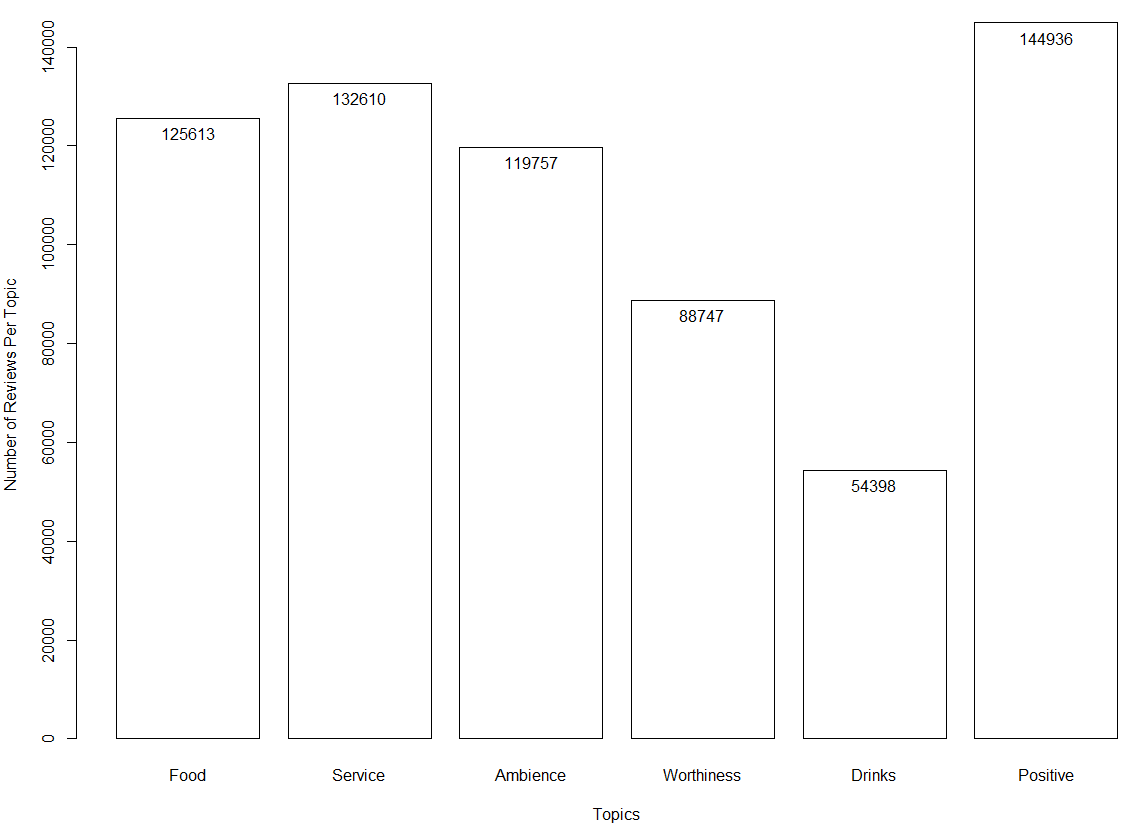 Number of Reviews Per Topic
140000
120000
100000
80000
60000
40000
20000
0
125613
132610
119757
88747
54398
144936
Food
Service
Ambience
Worthiness
Drinks
Positive
Topics